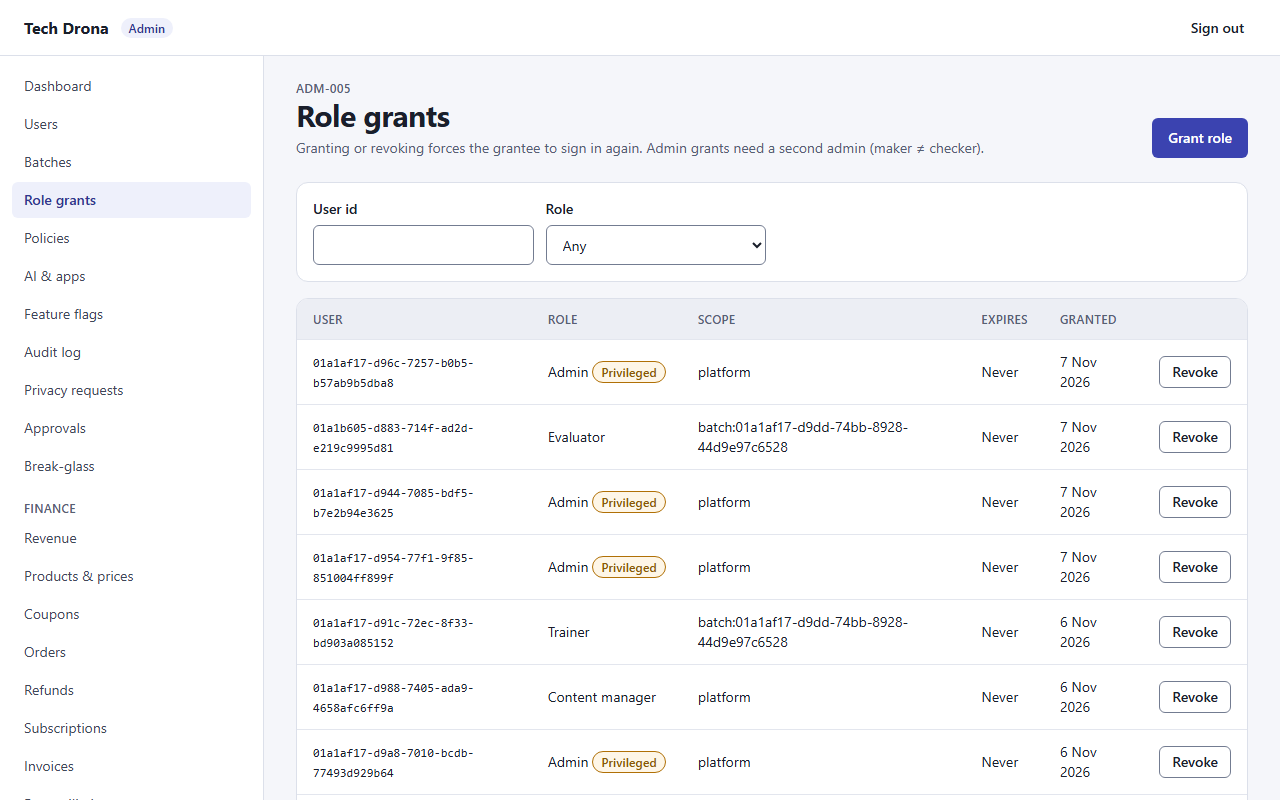 Tech Drona Admin Sign out
Dashboard
Users
Batches
Role grants
Policies
AI & apps
Feature flags
Audit log
Privacy requests
Approvals
Break-glass
FINANCE
Revenue
Products & prices
Coupons
Orders
Refunds
Subscriptions
Invoices
ADM-005
Role grants
Granting or revoking forces the grantee to sign in again. Admin grants need a second admin (maker ≠ checker).
Grant role
User id Role
Any
USER ROLE SCOPE EXPIRES GRANTED
01a1af17-d96c-7257-b0b5-
b57ab9b5dba8
Admin Privileged platform Never 7 Nov
2026
Revoke
01a1b605-d883-714f-ad2d-
e219c9995d81
Evaluator
batch:01a1af17-d9dd-74bb-8928-
44d9e97c6528
Never 7 Nov
2026
Revoke
01a1af17-d944-7085-bdf5-
b7e2b94e3625
Admin Privileged platform Never 7 Nov
2026
Revoke
01a1af17-d954-77f1-9f85-
851004ff899f
Admin Privileged platform Never 7 Nov
2026
Revoke
01a1af17-d91c-72ec-8f33-
bd903a085152
Trainer
batch:01a1af17-d9dd-74bb-8928-
44d9e97c6528
Never 6 Nov
2026
Revoke
01a1af17-d988-7405-ada9-
4658afc6ff9a
Content manager platform Never 6 Nov
2026
Revoke
01a1af17-d9a8-7010-bcdb-
77493d929b64
Admin Privileged platform Never 6 Nov
2026
Revoke